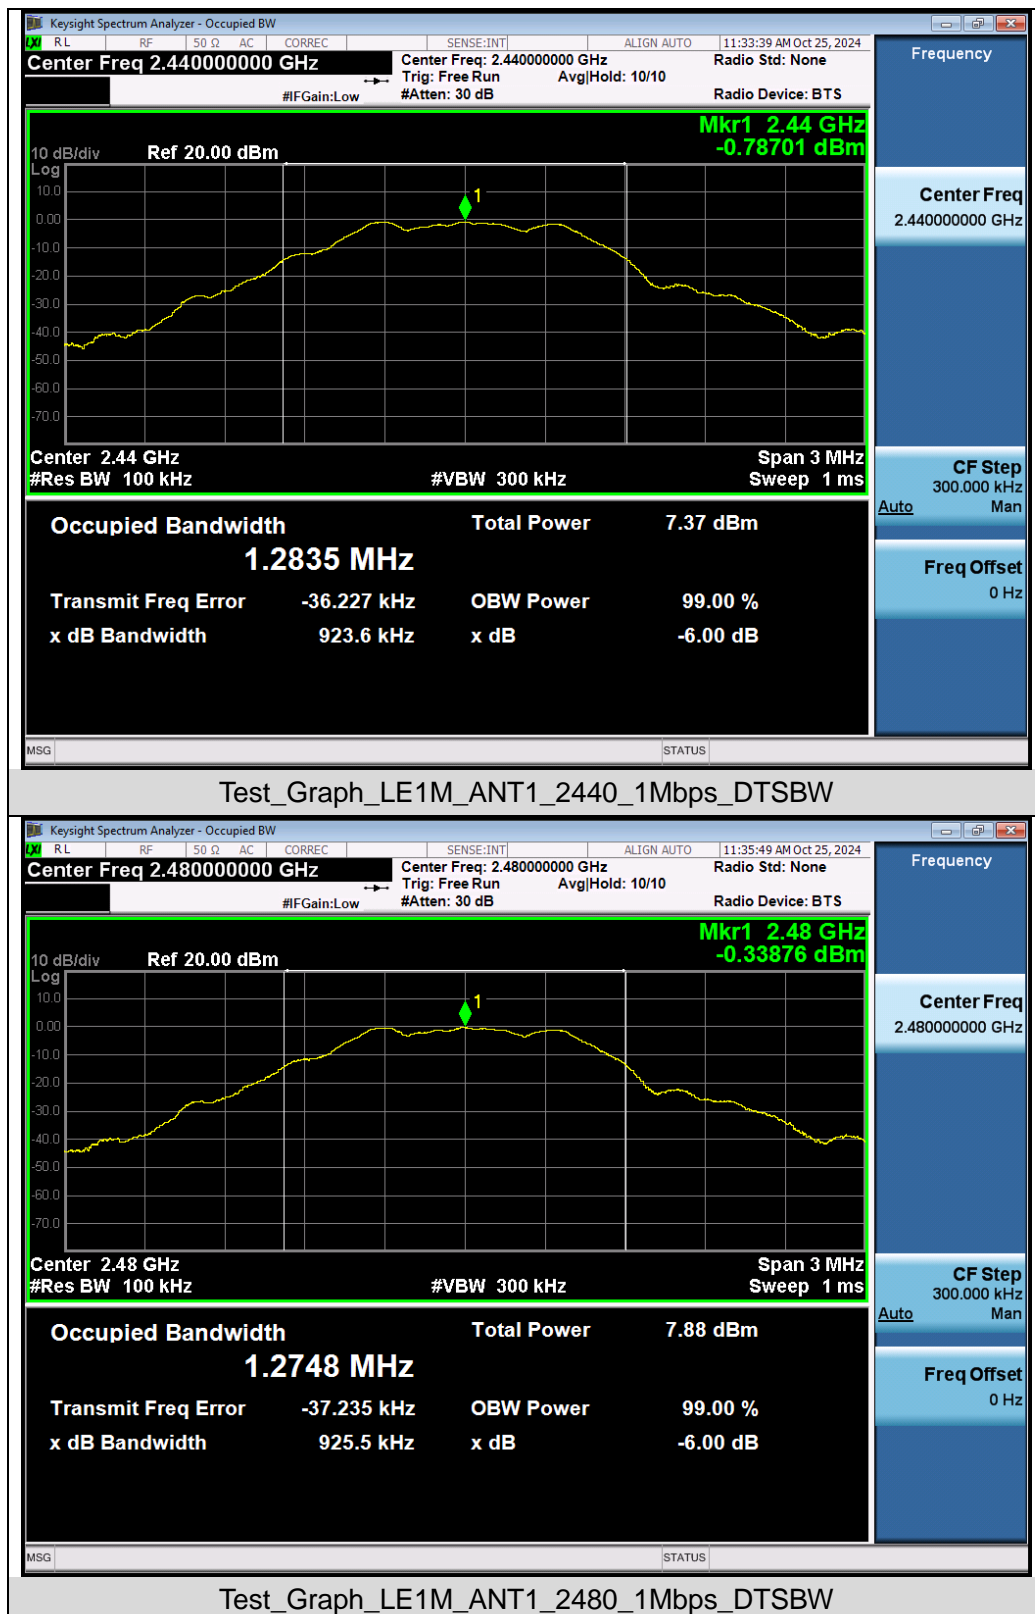 Keysight Spectrum Analyzer - Occupied BW
LXI RL RF 50 Ω AC CORREC SENSE:INT ALIGN AUTO 11:33:39 AM Oct 25, 2024
Center Freq 2.440000000 GHz
Center Freq: 2.440000000 GHz
Radio Std: None
Trig: Free Run Avg|Hold: 10/10
#IFGain:Low
#Atten: 30 dB
Radio Device: BTS
Frequency
Mkr1 2.44 GHz
-0.78701 dBm
10 dB/div Ref 20.00 dBm
Log
10.0
0.00
-10.0
-20.0
-30.0
-40.0
-50.0
-60.0
-70.0
1
Center Freq
2.440000000 GHz
Center 2.44 GHz
Span 3 MHz
#Res BW 100 kHz
#VBW 300 kHz
Sweep 1 ms
CF Step
300.000 kHz
Auto Man
Freq Offset
0 Hz
Occupied Bandwidth
1.2835 MHz
Total Power 7.37 dBm
Transmit Freq Error -36.227 kHz
OBW Power 99.00 %
x dB Bandwidth 923.6 kHz
x dB -6.00 dB
MSG
STATUS
Test_Graph_LE1M_ANT1_2440_1Mbps_DTSBW
Keysight Spectrum Analyzer - Occupied BW
LXI RL RF 50 Ω AC CORREC SENSE:INT ALIGN AUTO 11:35:49 AM Oct 25, 2024
Center Freq 2.480000000 GHz
Center Freq: 2.480000000 GHz
Radio Std: None
Trig: Free Run Avg|Hold: 10/10
#IFGain:Low
#Atten: 30 dB
Radio Device: BTS
Frequency
Mkr1 2.48 GHz
-0.33876 dBm
10 dB/div Ref 20.00 dBm
Log
10.0
0.00
-10.0
-20.0
-30.0
-40.0
-50.0
-60.0
-70.0
1
Center Freq
2.480000000 GHz
Center 2.48 GHz
Span 3 MHz
#Res BW 100 kHz
#VBW 300 kHz
Sweep 1 ms
CF Step
300.000 kHz
Auto Man
Freq Offset
0 Hz
Occupied Bandwidth
1.2748 MHz
Total Power 7.88 dBm
Transmit Freq Error -37.235 kHz
OBW Power 99.00 %
x dB Bandwidth 925.5 kHz
x dB -6.00 dB
MSG
STATUS
Test_Graph_LE1M_ANT1_2480_1Mbps_DTSBW